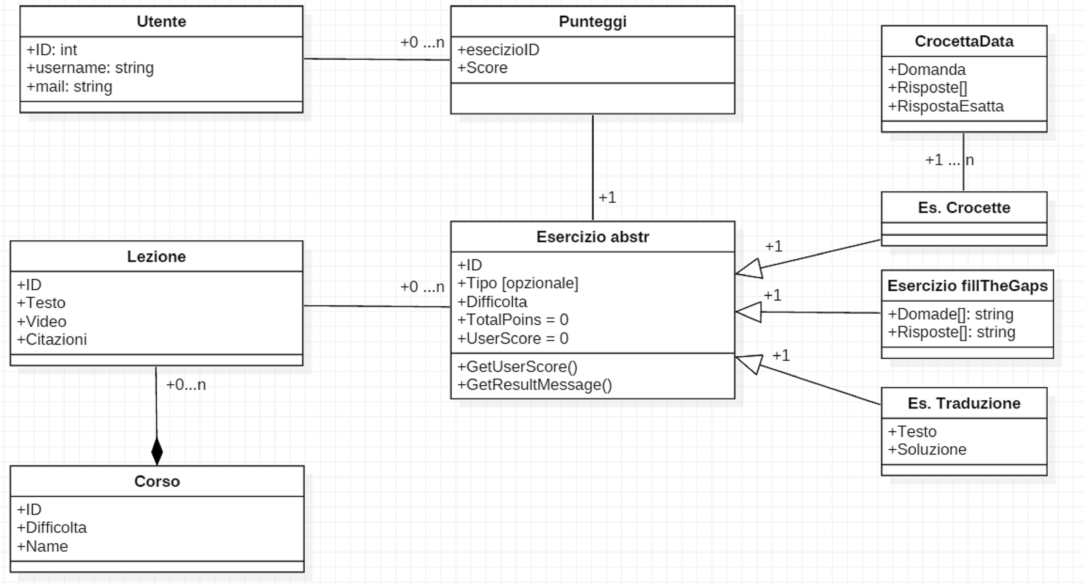 Utente
+ID: int
+username: string
+mail: string
+0 ...n
Punteggi
+esecizioID
+Score
+1
CrocettaData
+Domanda
+Risposte[]
+RispostaEsatta
+1 ... n
Es. Crocette
+1
Esercizio abstr
+ID
+Tipo [opzionale]
+Difficolta
+TotalPoins = 0
+UserScore = 0
+GetUserScore()
+GetResultMessage()
Esercizio fillTheGaps
+Domade[]: string
+Risposte[]: string
+1
Es. Traduzione
+Testo
+Soluzione
+1
Lezione
+ID
+Testo
+Video
+Citazioni
+0 ...n
+0...n
Corso
+ID
+Difficolta
+Name